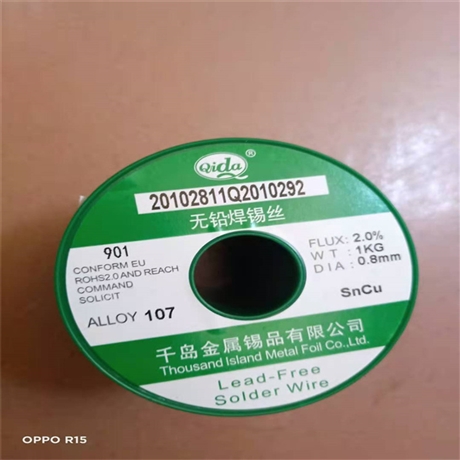 Qida®
20102811Q2010292
无铅焊锡丝
901
CONFORM EU
ROHS2.0 AND REACH
COMMAND
SOLICIT
ALLOY 107
FLUX: 2.0%
WT: 1KG
DIA: 0.8mm
SnCu
千岛金属锡品有限公司
Thousand Island Metal Foil Co.,Ltd.
Lead-Free
Solder Wire
OPPO R15